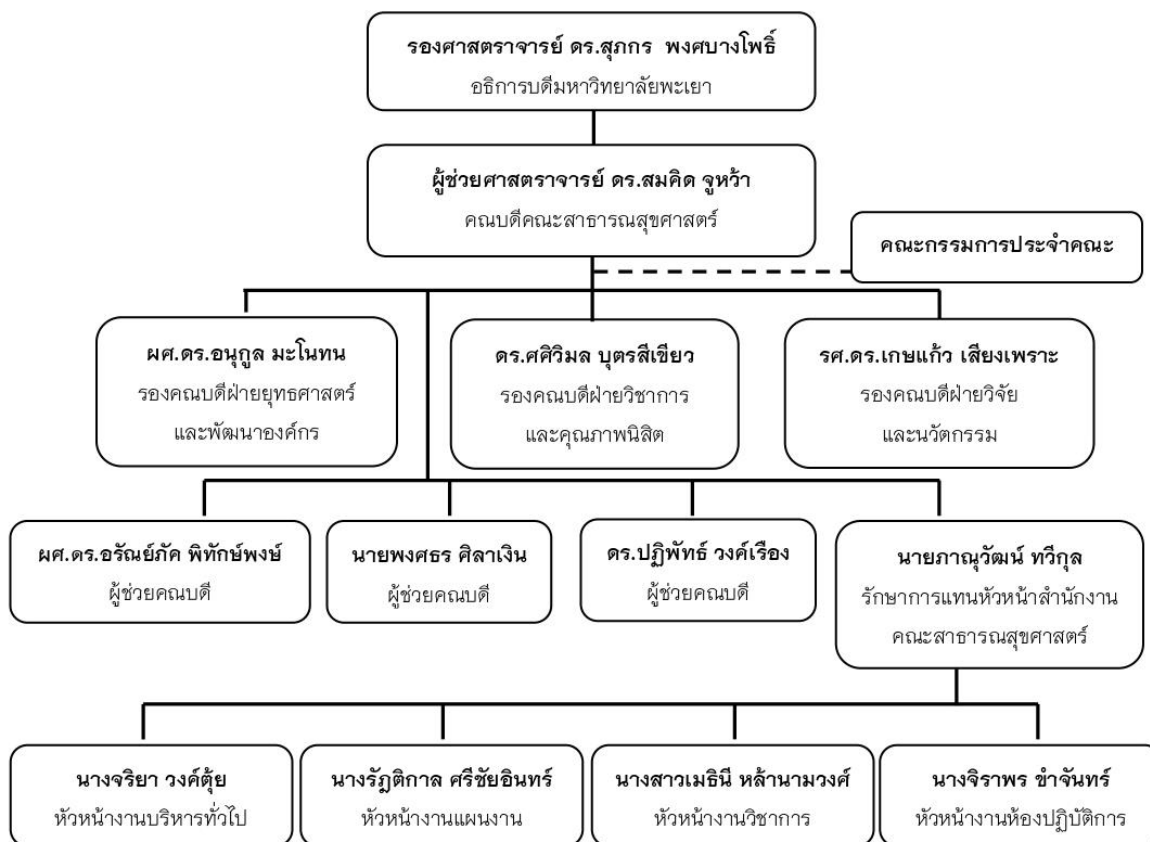 รองศาสตราจารย์ ดร.สุภกร พงศบางโพธิ์
อธิการบดีมหาวิทยาลัยพะเยา
ผู้ช่วยศาสตราจารย์ ดร.สมคิด จูหว้า
คณบดีคณะสาธารณสุขศาสตร์
คณะกรรมการประจำคณะ
ผศ.ดร.อนุกูล มะโนทน
รองคณบดีฝ่ายยุทธศาสตร์
และพัฒนาองค์กร
ดร.ศศิวิมล บุตรสีเขียว
รองคณบดีฝ่ายวิชาการ
และคุณภาพนิสิต
รศ.ดร.เกษแก้ว เสียงเพราะ
รองคณบดีฝ่ายวิจัย
และนวัตกรรม
ผศ.ดร.อรัณย์ภัค พิทักษ์พงษ์
ผู้ช่วยคณบดี
นายพงศธร ศิลาเงิน
ผู้ช่วยคณบดี
ดร.ปฏิพัทธ์ วงค์เรือง
ผู้ช่วยคณบดี
นายภาณุวัฒน์ ทวีกุล
รักษาการแทนหัวหน้าสำนักงาน
คณะสาธารณสุขศาสตร์
นางจริยา วงค์ตุ้ย
หัวหน้างานบริหารทั่วไป
นางรัฎติกาล ศรีชัยอินทร์
หัวหน้างานแผนงาน
นางสาวเมธินี หล้านามวงศ์
หัวหน้างานวิชาการ
นางจิราพร ขำจันทร์
หัวหน้างานห้องปฏิบัติการ